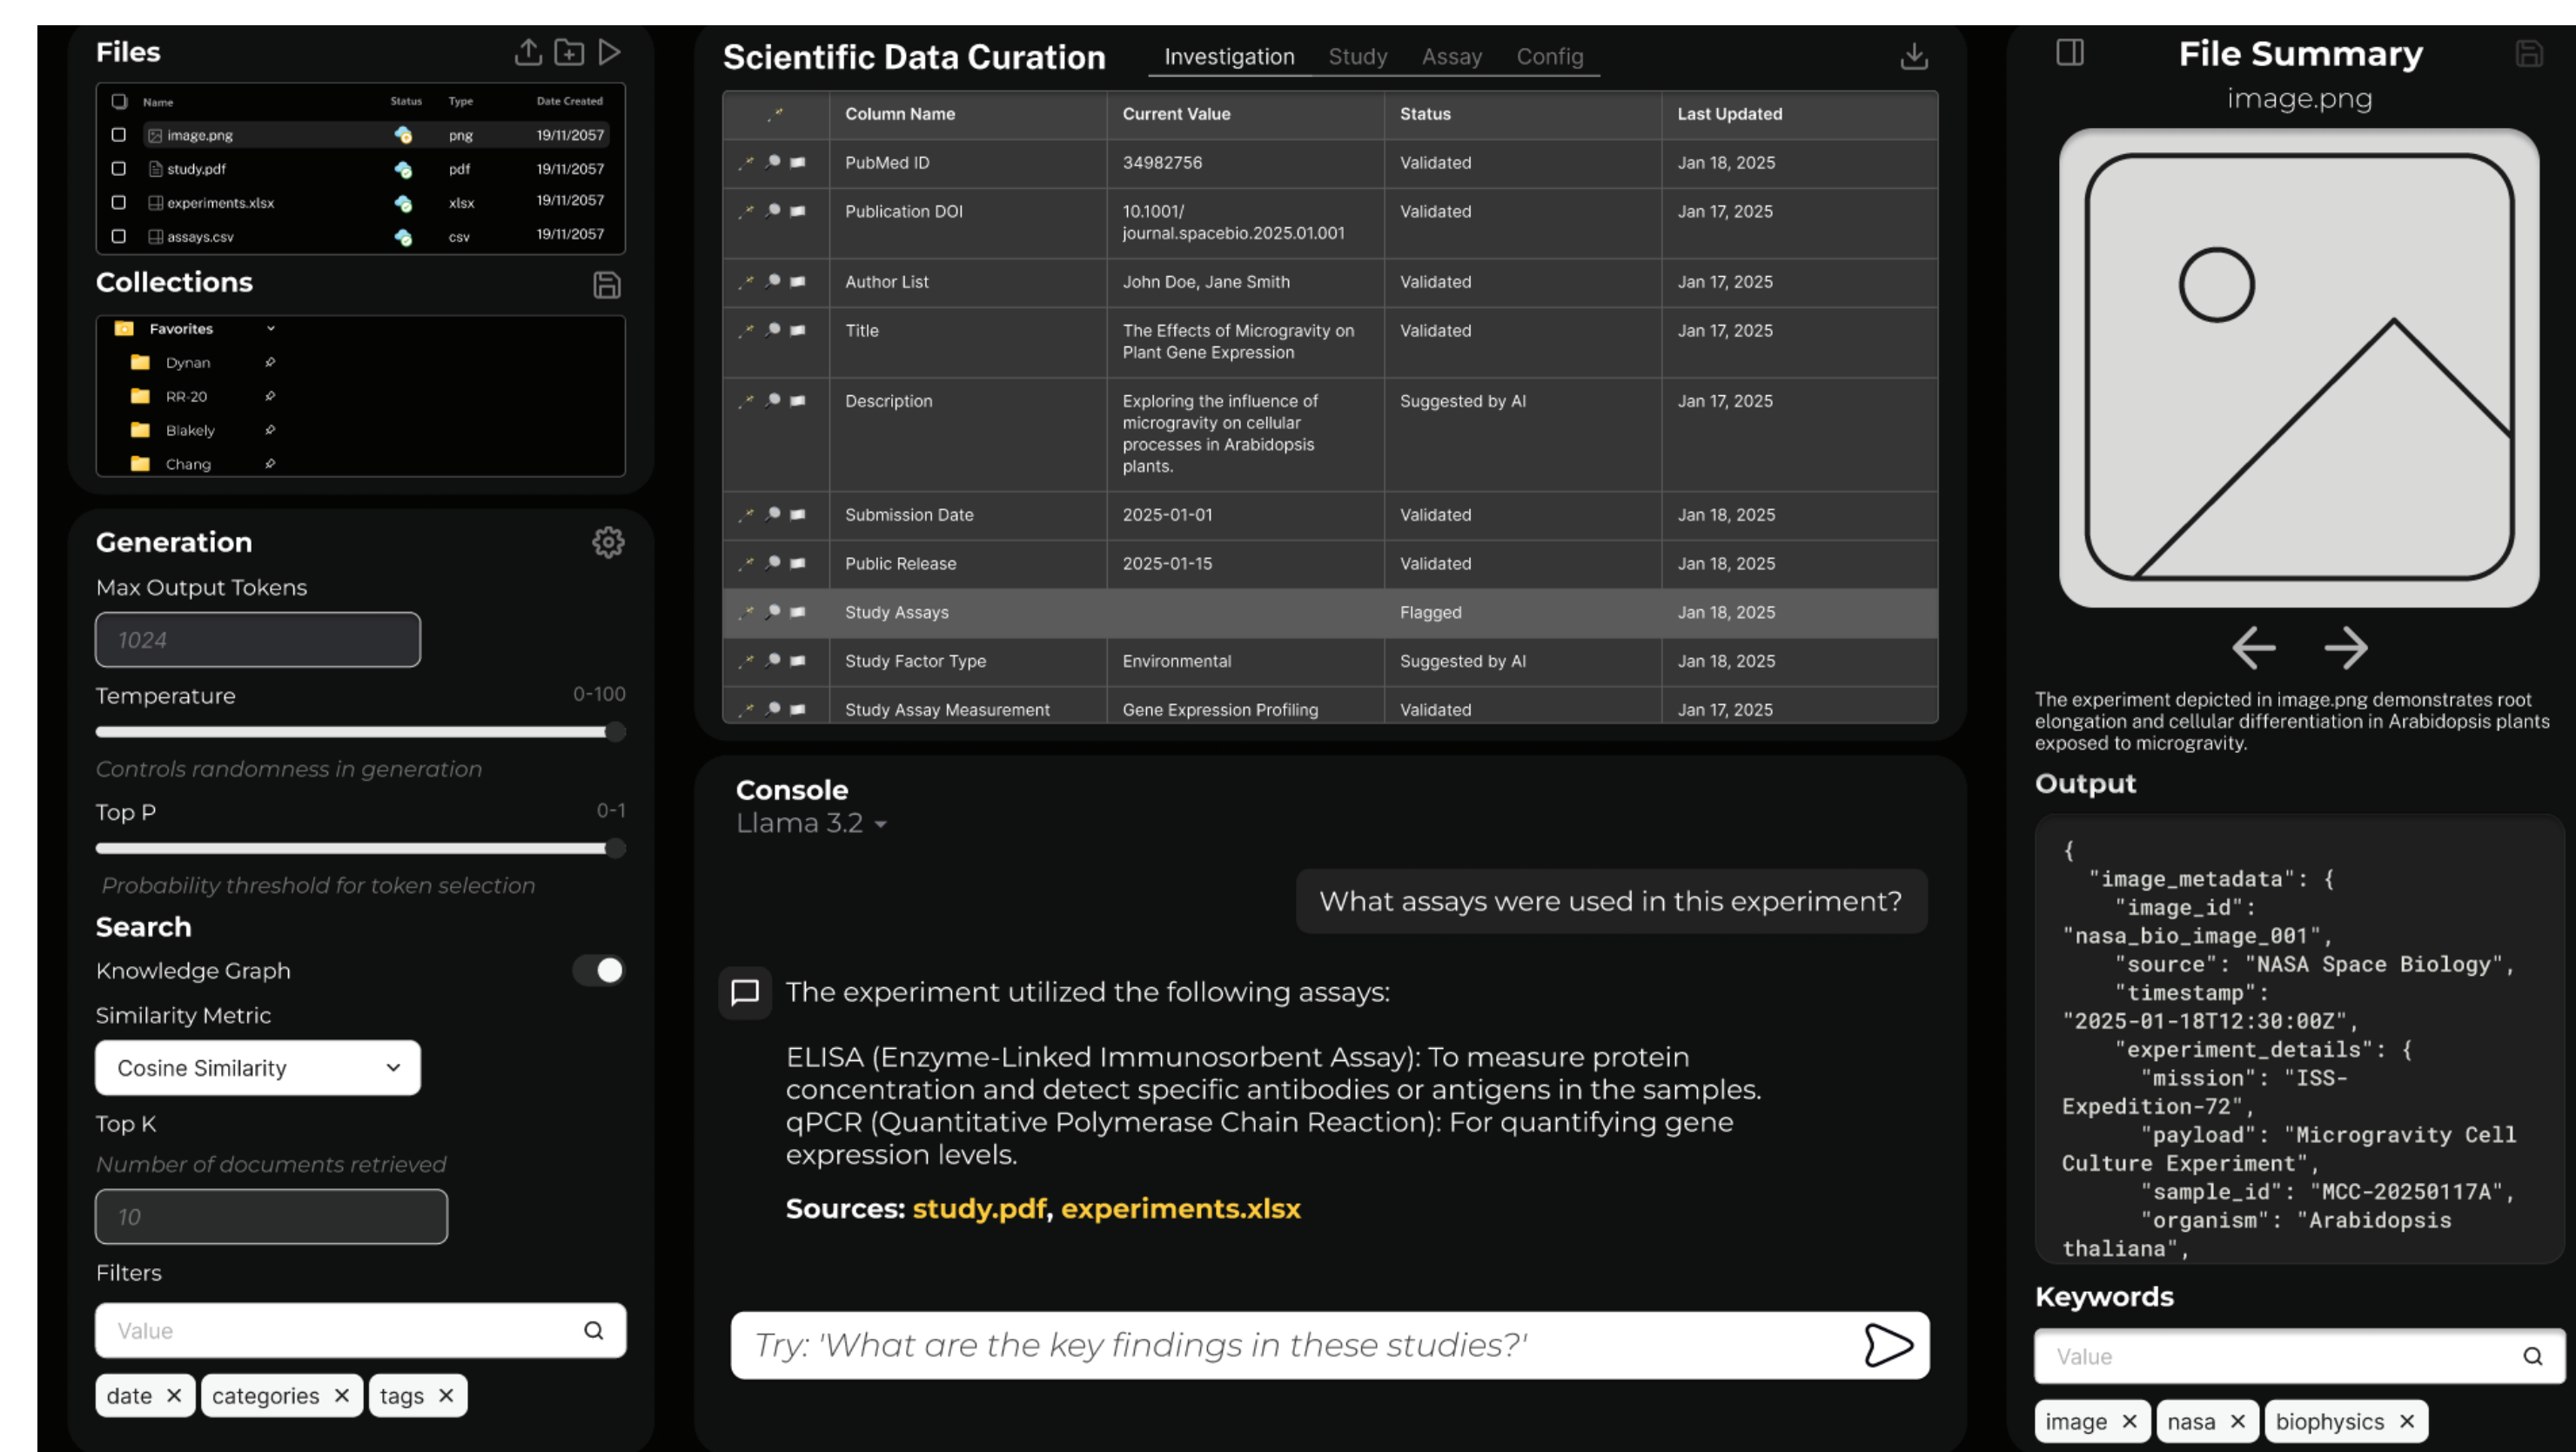 Files
Name Status Type Date Created
image.png png 19/11/2057
study.pdf pdf 19/11/2057
experiments.xlsx xlsx 19/11/2057
assays.csv csv 19/11/2057
Collections
Favorites
Dynan
RR-20
Blakely
Chang
Generation
Max Output Tokens
1024
Temperature 0-100
Controls randomness in generation
Top P 0-1
Probability threshold for token selection
Search
Knowledge Graph
Similarity Metric
Cosine Similarity
Top K
Number of documents retrieved
10
Filters
Value
date × categories × tags ×
Scientific Data Curation Investigation Study Assay Config
Column Name Current Value Status Last Updated
PubMed ID 34982756 Validated Jan 18, 2025
Publication DOI 10.1001/ Validated Jan 17, 2025
journal.spacebio.2025.01.001
Author List John Doe, Jane Smith Validated Jan 17, 2025
Title The Effects of Microgravity on Validated Jan 17, 2025
Plant Gene Expression
Description Exploring the influence of Suggested by AI Jan 17, 2025
microgravity on cellular
processes in Arabidopsis
plants.
Submission Date 2025-01-01 Validated Jan 18, 2025
Public Release 2025-01-15 Validated Jan 18, 2025
Study Assays Flagged Jan 18, 2025
Study Factor Type Environmental Suggested by AI Jan 18, 2025
Study Assay Measurement Gene Expression Profiling Validated Jan 17, 2025
Console
Llama 3.2
What assays were used in this experiment?
The experiment utilized the following assays:
ELISA (Enzyme-Linked Immunosorbent Assay): To measure protein
concentration and detect specific antibodies or antigens in the samples.
qPCR (Quantitative Polymerase Chain Reaction): For quantifying gene
expression levels.
Sources: study.pdf, experiments.xlsx
Try: 'What are the key findings in these studies?'
File Summary
image.png
The experiment depicted in image.png demonstrates root
elongation and cellular differentiation in Arabidopsis plants
exposed to microgravity.
Output
{
"image_metadata": {
"image_id":
"nasa_bio_image_001",
"source": "NASA Space Biology",
"timestamp":
"2025-01-18T12:30:00Z",
"experiment_details": {
"mission": "ISS-
Expedition-72",
"payload": "Microgravity Cell
Culture Experiment",
"sample_id": "MCC-20250117A",
"organism": "Arabidopsis
thaliana",
Keywords
Value
image × nasa × biophysics ×